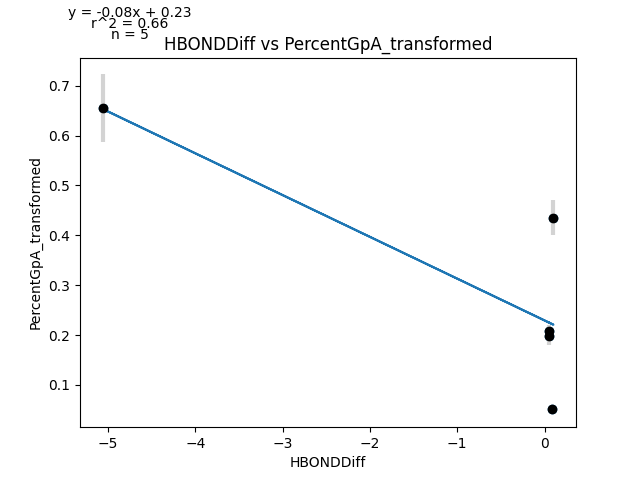 y = -0.08x + 0.23
r^2 = 0.66
n = 5
HBONDDiff vs PercentGpA_transformed
PercentGpA_transformed
0.7
0.6
0.5
0.4
0.3
0.2
0.1
−5 −4 −3 −2 −1 0
HBONDDiff